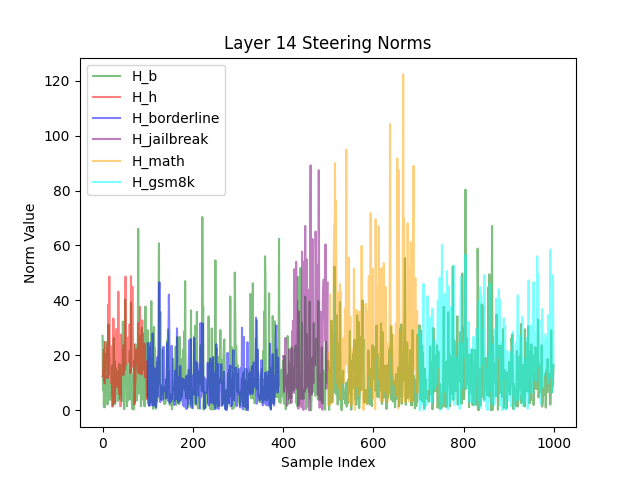 Layer 14 Steering Norms
H_b
H_h
H_borderline
H_jailbreak
H_math
H_gsm8k
Norm Value
120
100
80
60
40
20
0
0 200 400 600 800 1000
Sample Index